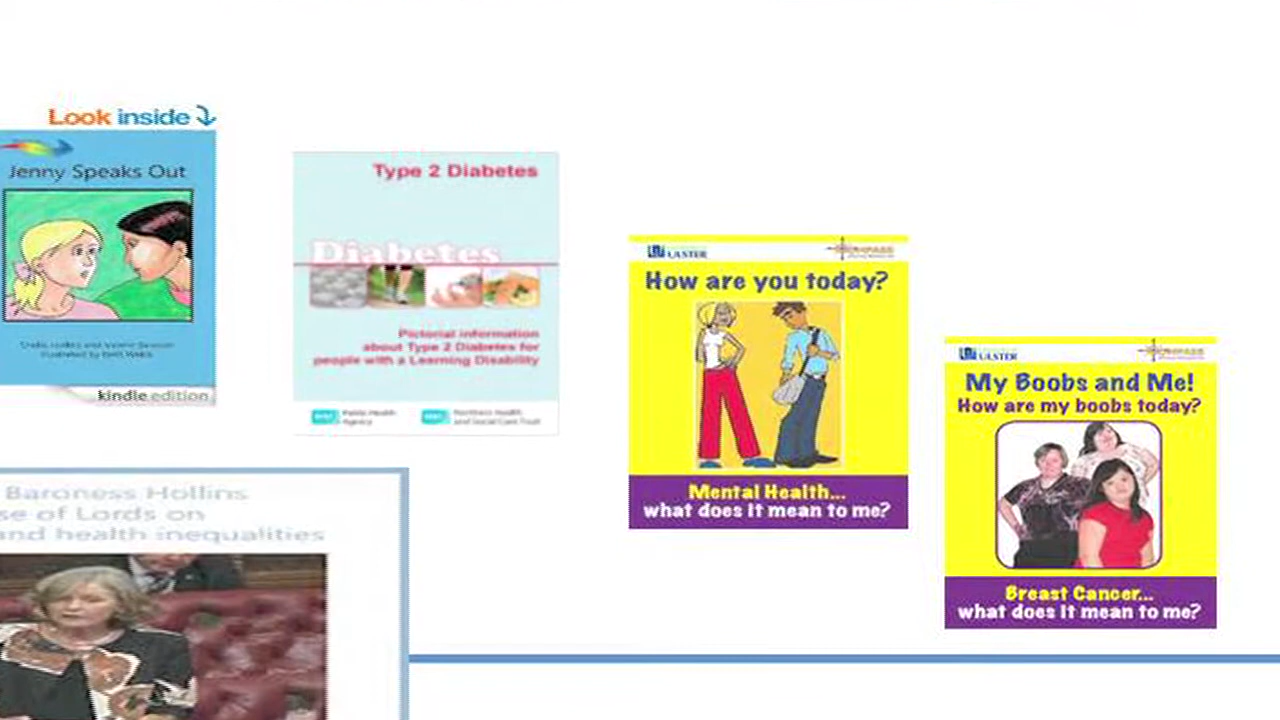 Look inside
Jenny Speaks Out
kindle edition
Type 2 Diabetes
Diabetes
Pictorial information
about Type 2 Diabetes for
people with a Learning Disability
Public Health
Agency
Northern Health
and Social Care Trust
ULSTER
How are you today?
Mental Health...
what does it mean to me?
ULSTER
My Boobs and Me!
How are my boobs today?
Breast Cancer...
what does it mean to me?
Baroness Hollins
se of Lords on
and health inequalities